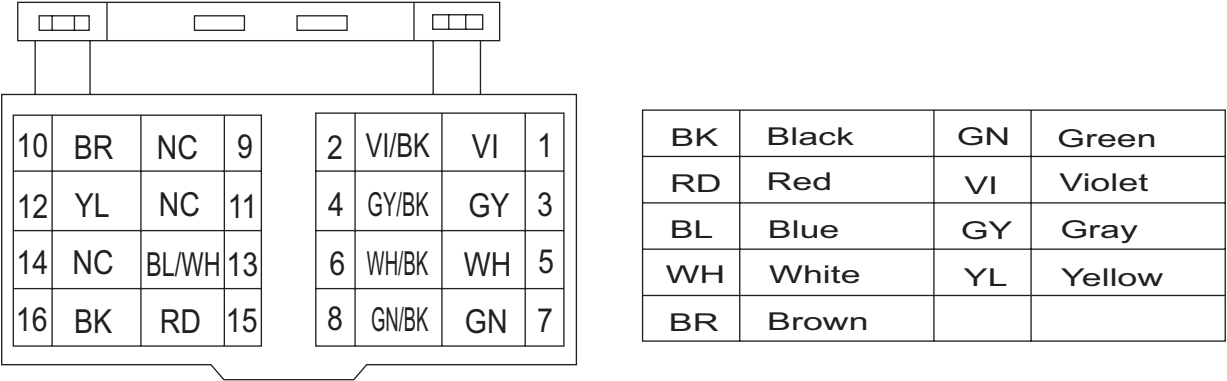 10 BR NC 9 2 VI/BK VI 1
12 YL NC 11 4 GY/BK GY 3
14 NC BL/WH 13 6 WH/BK WH 5
16 BK RD 15 8 GN/BK GN 7
BK Black GN Green
RD Red VI Violet
BL Blue GY Gray
WH White YL Yellow
BR Brown